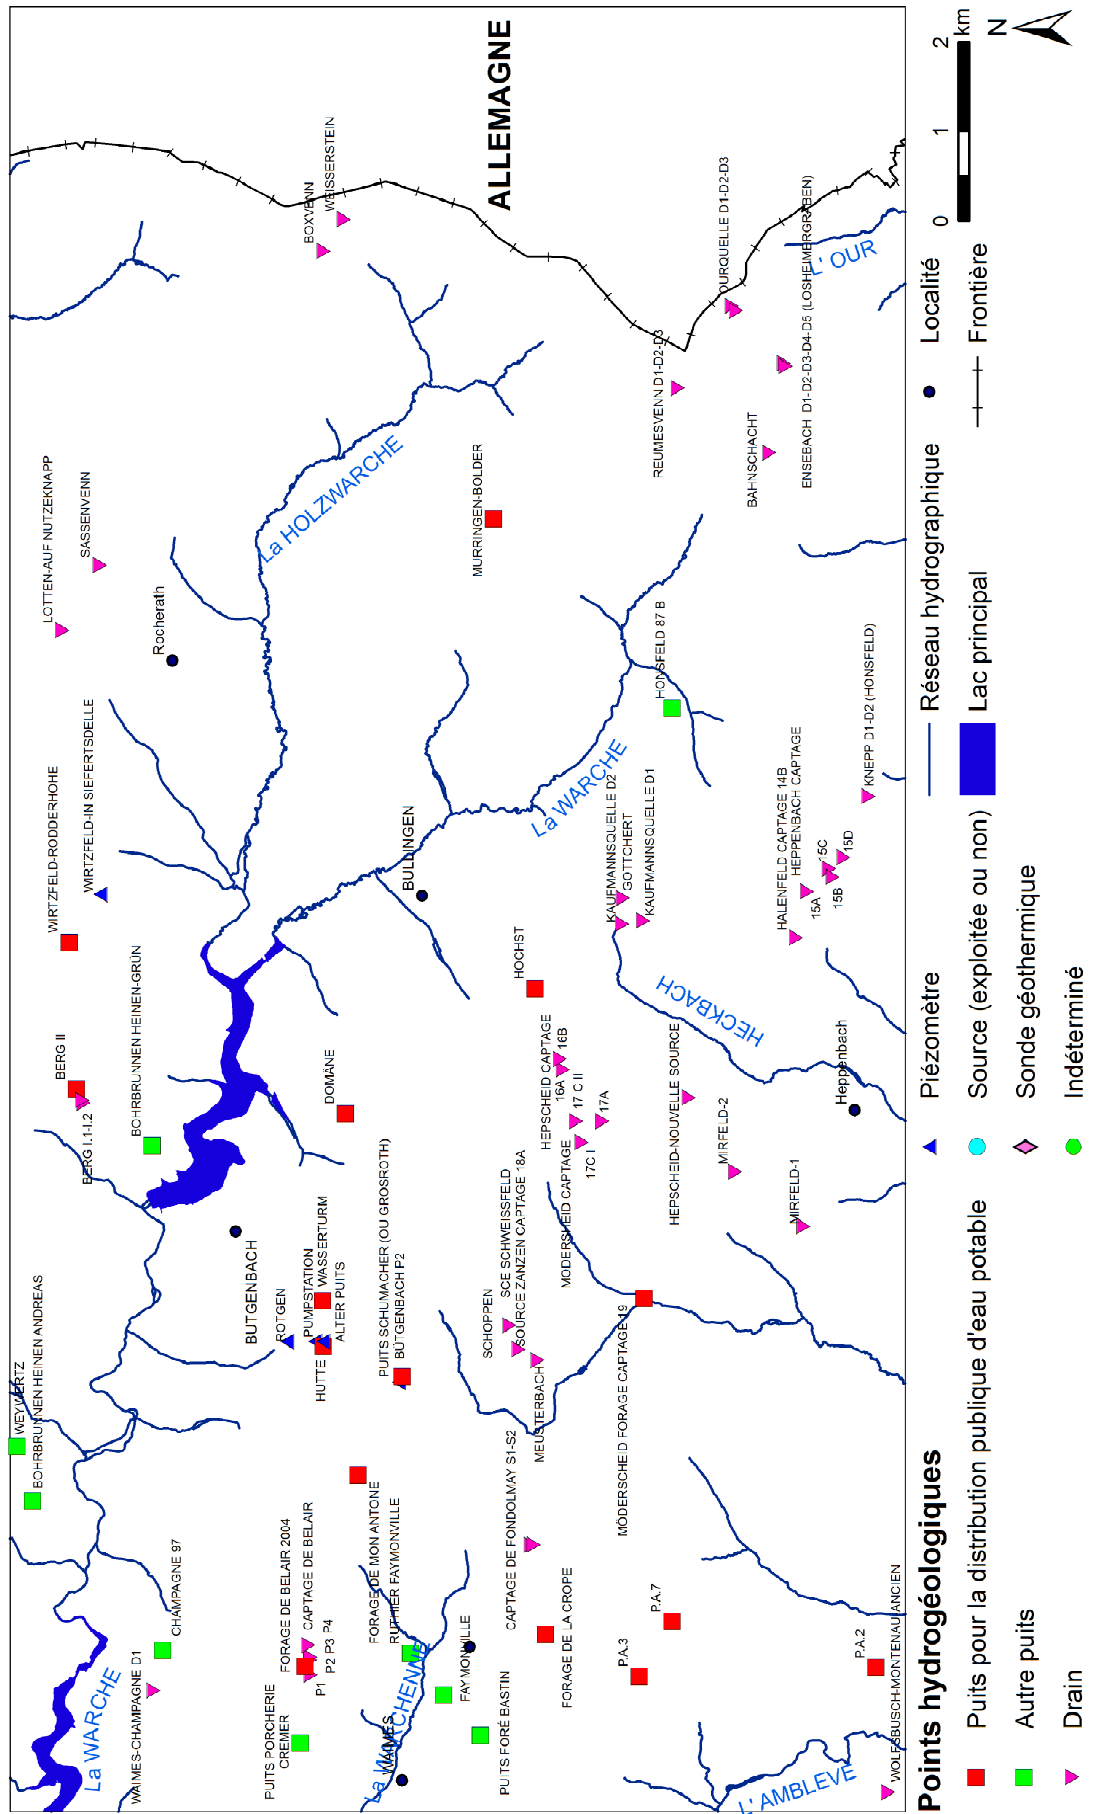 WEYWERTZ
BOHRBRUNNEN HEINEN ANDREAS
CHAMPAGNE 97
WAIMES-CHAMPAGNE D1
La WARCHE
BERG II
BERG I.1-I.2
BOHRBRUNNEN HEINEN-GRÜN
WIRTZFELD-RODDERHOHE
WIRTZFELD-IN SIEFERTSDELLE
LOTTEN-AUF NUTZEKNAPP
SASSENVENN
Rocherath
BOXVENN
WEISSERSTEIN
ALLEMAGNE
La HOLZWARCHE
BUTGENBACH
ROTGEN
PUMPSTATION
WASSERTURM
ALTER PUITS
HUTTE
DOMÄNE
PUITS SCHUMACHER (OU GROSROTH)
BÜTGENBACH P2
BULLINGEN
MURRINGEN-BOLDER
FORAGE DE BELAIR 2004
CAPTAGE DE BELAIR
P1
P2 P3 P4
PUITS PORCHERIE
CREMER
FORAGE DE MON ANTONE
RUTHIER FAYMONVILLE
La WARCHENNE
WAIMES
FAYMONVILLE
PUITS FORÉ BASTIN
CAPTAGE DE FONDOLMAY S1-S2
FORAGE DE LA CROPE
SCHOPPEN
SCE SCHWEISSFELD
SOURCE ZANZEN CAPTAGE 18A
MEUSTERBACH
HOCHST
HEPSCHEID CAPTAGE
16A
16B
MODERSHEID CAPTAGE
17 C II
17C I
17A
La WARCHE
KAUFMANNSQUELLE D2
GOTTCHERT
KAUFMANNSQUELLE D1
HONSFELD 87 B
REUMESVENN D1-D2-D3
OURQUELLE D1-D2-D3
BAHNSCHACHT
ENSEBACH D1-D2-D3-D4-D5 (LOSHEIMERGRABEN)
L' OUR
MÖDERSCHEID FORAGE CAPTAGE 19
P.A.7
P.A.3
P.A.2
HEPSCHEID-NOUVELLE SOURCE
HECKBACH
MIRFELD-2
MIRFELD-1
HALENFELD CAPTAGE 14B
HEPPENBACH CAPTAGE
15A
15B
15C
15D
KNEPP D1-D2 (HONSFELD)
Heppenbach
WOLFSBUSCH-MONTENAU ANCIEN
L' AMBLEVE
Points hydrogéologiques
Puits pour la distribution publique d'eau potable
Autre puits
Drain
Piézomètre
Source (exploitée ou non)
Sonde géothermique
Indéterminé
Réseau hydrographique
Lac principal
Localité
Frontière
0 1 2
km
N